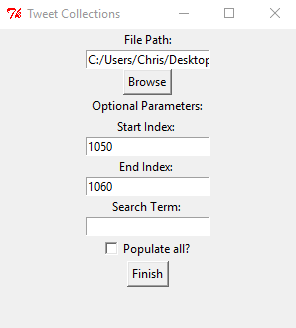 Tweet Collections
File Path:
C:/Users/Chris/Desktop
Browse
Optional Parameters:
Start Index:
1050
End Index:
1060
Search Term:
Populate all?
Finish